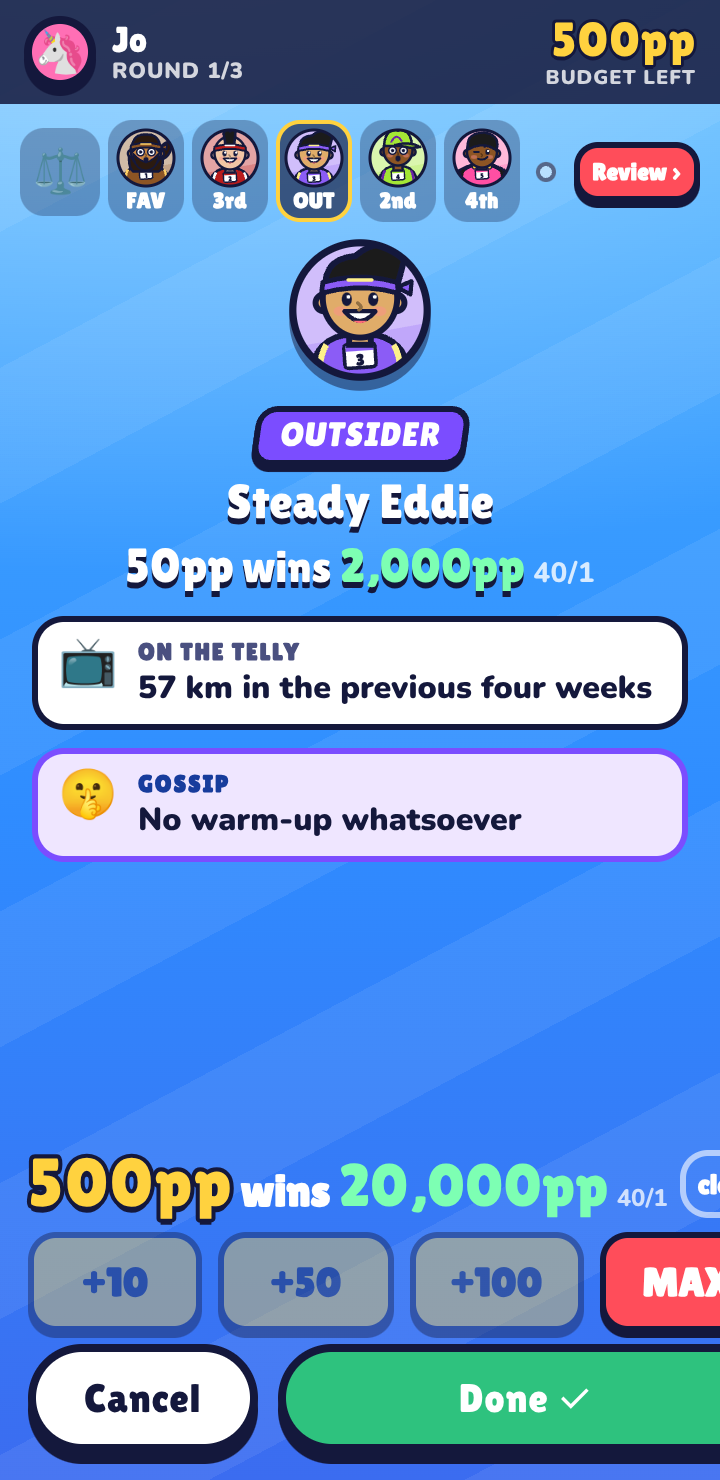 Jo
ROUND 1/3
500pp
BUDGET LEFT
FAV
3rd
OUT
2nd
4th
Review ›
3
OUTSIDER
Steady Eddie
50pp wins 2,000pp 40/1
ON THE TELLY
57 km in the previous four weeks
GOSSIP
No warm-up whatsoever
500pp wins 20,000pp 40/1
+10
+50
+100
MAX
Cancel
Done ✓